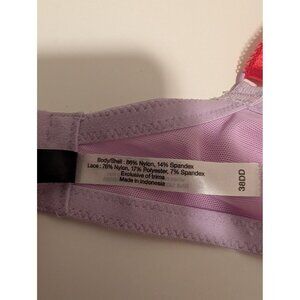 Body/Shell : 86% Nylon, 14% Spandex
Lace : 76% Nylon, 17% Polyester, 7% Spandex
Exclusive of trims
Made in Indonesia
38DD